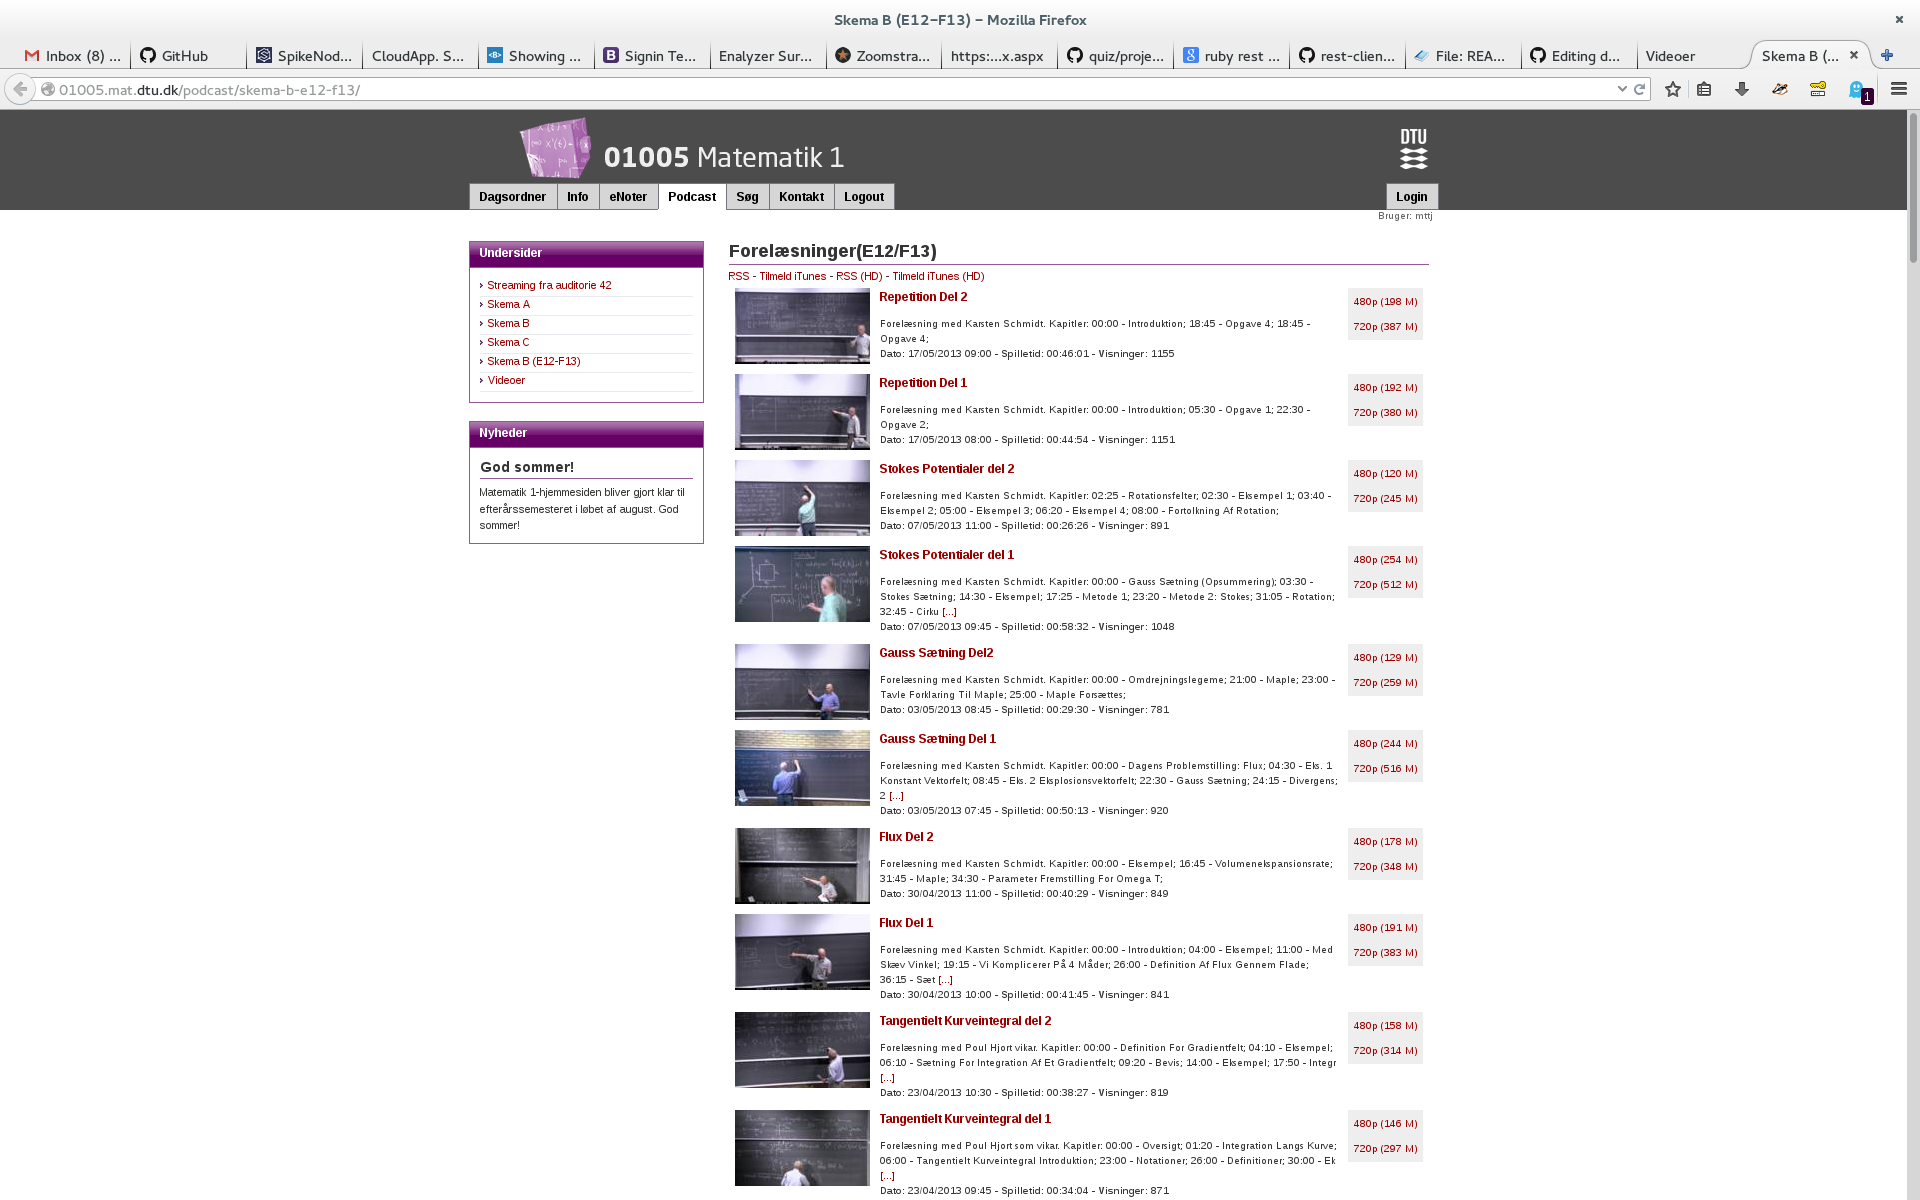 Skema B (E12–F13) – Mozilla Firefox
Inbox (8) ...
GitHub
SpikeNod...
CloudApp. S...
Showing ...
Signin Te...
Enalyzer Sur...
Zoomstra...
https:...x.aspx
quiz/proje...
ruby rest ...
rest-clien...
File: REA...
Editing d...
Videoer
Skema B (...
01005.mat.dtu.dk/podcast/skema-b-e12-f13/
1
01005 Matematik 1
DTU
Dagsordner
Info
eNoter
Podcast
Søg
Kontakt
Logout
Login
Bruger: mttj
Undersider
Streaming fra auditorie 42
Skema A
Skema B
Skema C
Skema B (E12-F13)
Videoer
Nyheder
God sommer!
Matematik 1-hjemmesiden bliver gjort klar til
efterårssemesteret i løbet af august. God
sommer!
Forelæsninger(E12/F13)
RSS - Tilmeld iTunes - RSS (HD) - Tilmeld iTunes (HD)
Repetition Del 2
Forelæsning med Karsten Schmidt. Kapitler: 00:00 - Introduktion; 18:45 - Opgave 4; 18:45 -
Opgave 4;
Dato: 17/05/2013 09:00 - Spilletid: 00:46:01 - Visninger: 1155
480p (198 M)
720p (387 M)
Repetition Del 1
Forelæsning med Karsten Schmidt. Kapitler: 00:00 - Introduktion; 05:30 - Opgave 1; 22:30 -
Opgave 2;
Dato: 17/05/2013 08:00 - Spilletid: 00:44:54 - Visninger: 1151
480p (192 M)
720p (380 M)
Stokes Potentialer del 2
Forelæsning med Karsten Schmidt. Kapitler: 02:25 - Rotationsfelter; 02:30 - Eksempel 1; 03:40 -
Eksempel 2; 05:00 - Eksempel 3; 06:20 - Eksempel 4; 08:00 - Fortolkning Af Rotation;
Dato: 07/05/2013 11:00 - Spilletid: 00:26:26 - Visninger: 891
480p (120 M)
720p (245 M)
Stokes Potentialer del 1
Forelæsning med Karsten Schmidt. Kapitler: 00:00 - Gauss Sætning (Opsummering); 03:30 -
Stokes Sætning; 14:30 - Eksempel; 17:25 - Metode 1; 23:20 - Metode 2: Stokes; 31:05 - Rotation;
32:45 - Cirku [...]
Dato: 07/05/2013 09:45 - Spilletid: 00:58:32 - Visninger: 1048
480p (254 M)
720p (512 M)
Gauss Sætning Del2
Forelæsning med Karsten Schmidt. Kapitler: 00:00 - Omdrejningslegeme; 21:00 - Maple; 23:00 -
Tavle Forklaring Til Maple; 25:00 - Maple Forsættes;
Dato: 03/05/2013 08:45 - Spilletid: 00:29:30 - Visninger: 781
480p (129 M)
720p (259 M)
Gauss Sætning Del 1
Forelæsning med Karsten Schmidt. Kapitler: 00:00 - Dagens Problemstilling: Flux; 04:30 - Eks. 1
Konstant Vektorfelt; 08:45 - Eks. 2 Eksplosionsvektorfelt; 22:30 - Gauss Sætning; 24:15 - Divergens;
2 [...]
Dato: 03/05/2013 07:45 - Spilletid: 00:50:13 - Visninger: 920
480p (244 M)
720p (516 M)
Flux Del 2
Forelæsning med Karsten Schmidt. Kapitler: 00:00 - Eksempel; 16:45 - Volumenekspansionsrate;
31:45 - Maple; 34:30 - Parameter Fremstilling For Omega T;
Dato: 30/04/2013 11:00 - Spilletid: 00:40:29 - Visninger: 849
480p (178 M)
720p (348 M)
Flux Del 1
Forelæsning med Karsten Schmidt. Kapitler: 00:00 - Introduktion; 04:00 - Eksempel; 11:00 - Med
Skæv Vinkel; 19:15 - Vi Komplicerer På 4 Måder; 26:00 - Definition Af Flux Gennem Flade;
36:15 - Sæt [...]
Dato: 30/04/2013 10:00 - Spilletid: 00:41:45 - Visninger: 841
480p (191 M)
720p (383 M)
Tangentielt Kurveintegral del 2
Forelæsning med Poul Hjort vikar. Kapitler: 00:00 - Definition For Gradientfelt; 04:10 - Eksempel;
06:10 - Sætning For Integration Af Et Gradientfelt; 09:20 - Bevis; 14:00 - Eksempel; 17:50 - Integr
[...]
Dato: 23/04/2013 10:30 - Spilletid: 00:38:27 - Visninger: 819
480p (158 M)
720p (314 M)
Tangentielt Kurveintegral del 1
Forelæsning med Poul Hjort som vikar. Kapitler: 00:00 - Oversigt; 01:20 - Integration Langs Kurve;
06:00 - Tangentielt Kurveintegral Introduktion; 23:00 - Notationer; 26:00 - Definitioner; 30:00 - Ek
[...]
Dato: 23/04/2013 09:45 - Spilletid: 00:34:04 - Visninger: 871
480p (146 M)
720p (297 M)